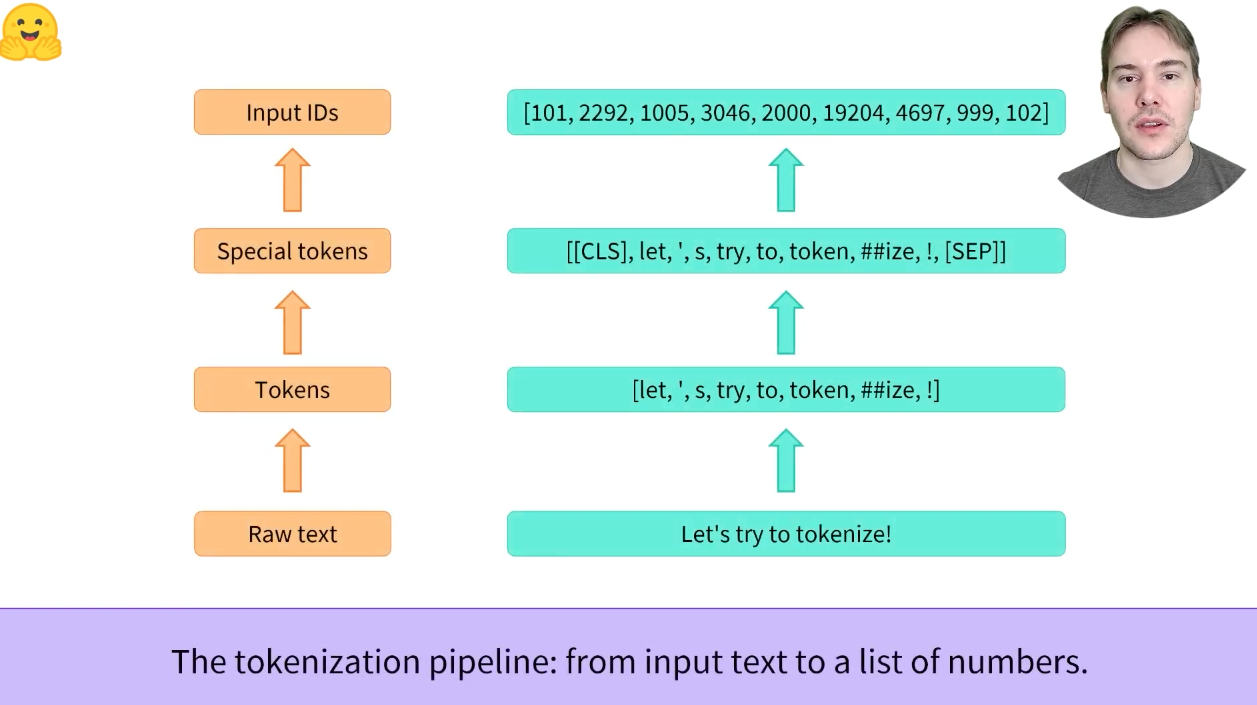 Input IDs
[101, 2292, 1005, 3046, 2000, 19204, 4697, 999, 102]
Special tokens
[[CLS], let, ', s, try, to, token, ##ize, !, [SEP]]
Tokens
[let, ', s, try, to, token, ##ize, !]
Raw text
Let's try to tokenize!
The tokenization pipeline: from input text to a list of numbers.